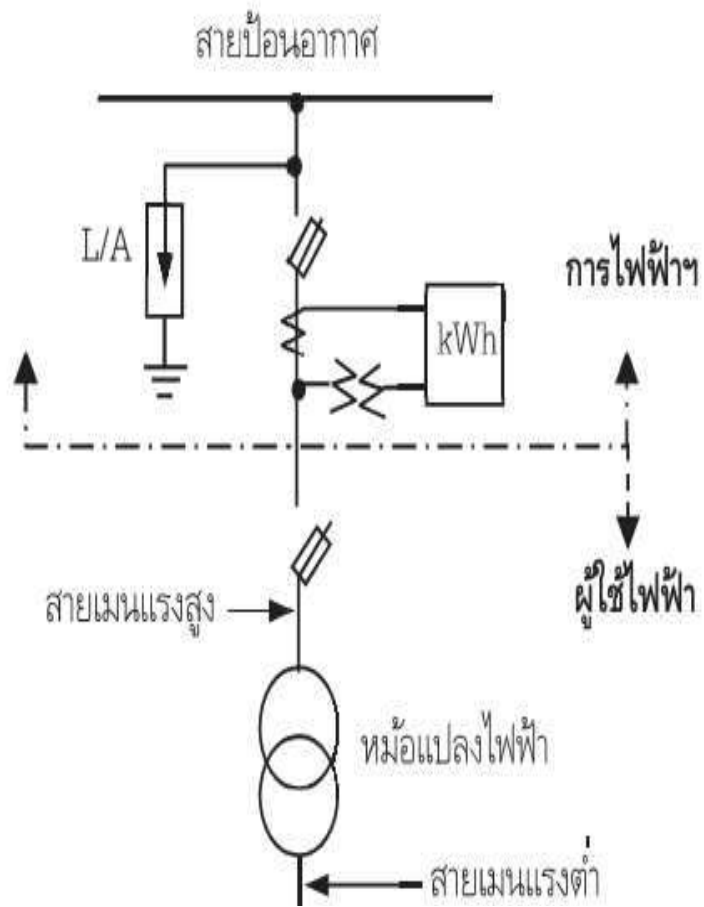 สายป้อนอากาศ
L/A
การไฟฟ้าฯ
kWh
ผู้ใช้ไฟฟ้า
สายเมนแรงสูง
หม้อแปลงไฟฟ้า
สายเมนแรงต่ำ